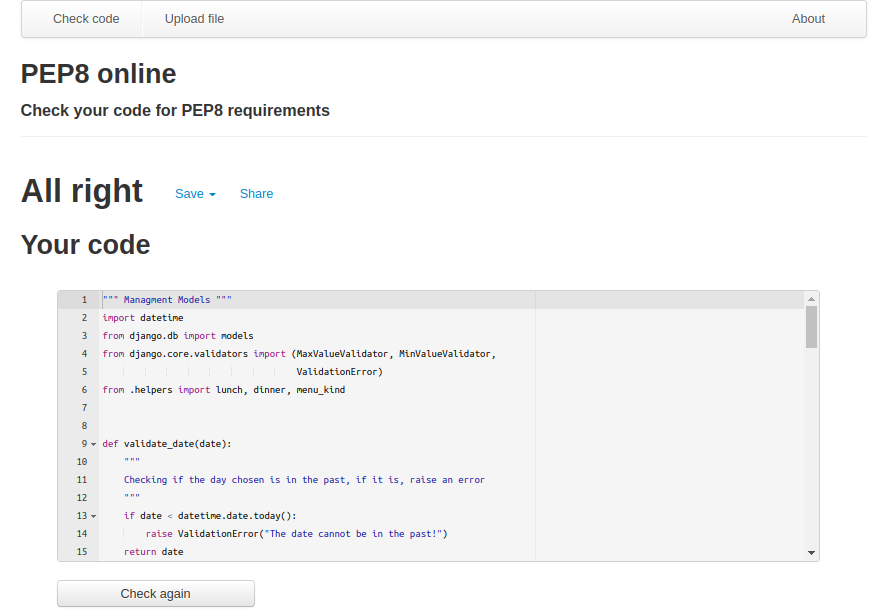 Check code Upload file About
PEP8 online
Check your code for PEP8 requirements
All right Save Share
Your code
1 """ Managment Models """
2 import datetime
3 from django.db import models
4 from django.core.validators import (MaxValueValidator, MinValueValidator,
5                                     ValidationError)
6 from .helpers import lunch, dinner, menu_kind
7
8
9 def validate_date(date):
10     """
11     Checking if the day chosen is in the past, if it is, raise an error
12     """
13     if date < datetime.date.today():
14         raise ValidationError("The date cannot be in the past!")
15     return date
Check again